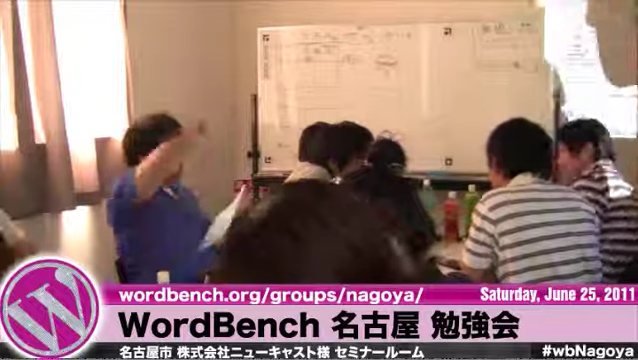 wordbench.org/groups/nagoya/
Saturday, June 25, 2011
WordBench 名古屋 勉強会
名古屋市 株式会社ニューキャスト様 セミナールーム
#wbNagoya